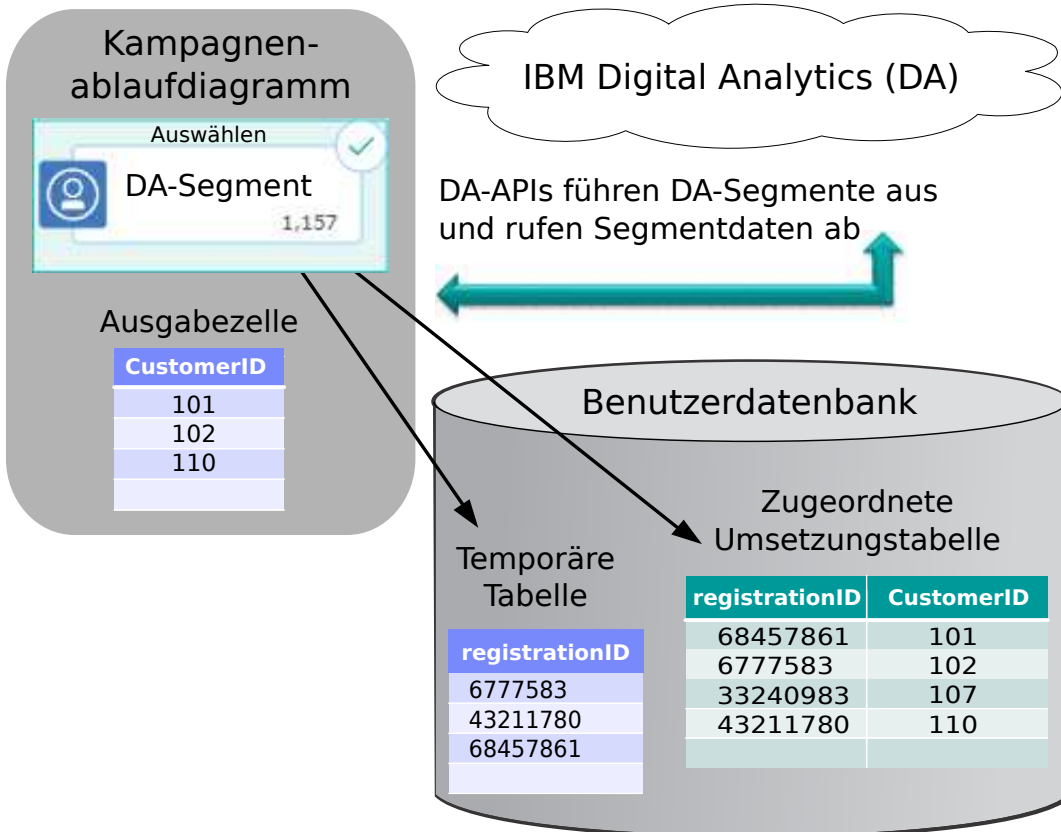 Kampagnen-
ablaufdiagramm
Auswählen
DA-Segment
1,157
Ausgabezelle
CustomerID
101
102
110
IBM Digital Analytics (DA)
DA-APIs führen DA-Segmente aus
und rufen Segmentdaten ab
Benutzerdatenbank
Temporäre
Tabelle
registrationID
6777583
43211780
68457861
Zugeordnete
Umsetzungstabelle
registrationID CustomerID
68457861 101
6777583 102
33240983 107
43211780 110